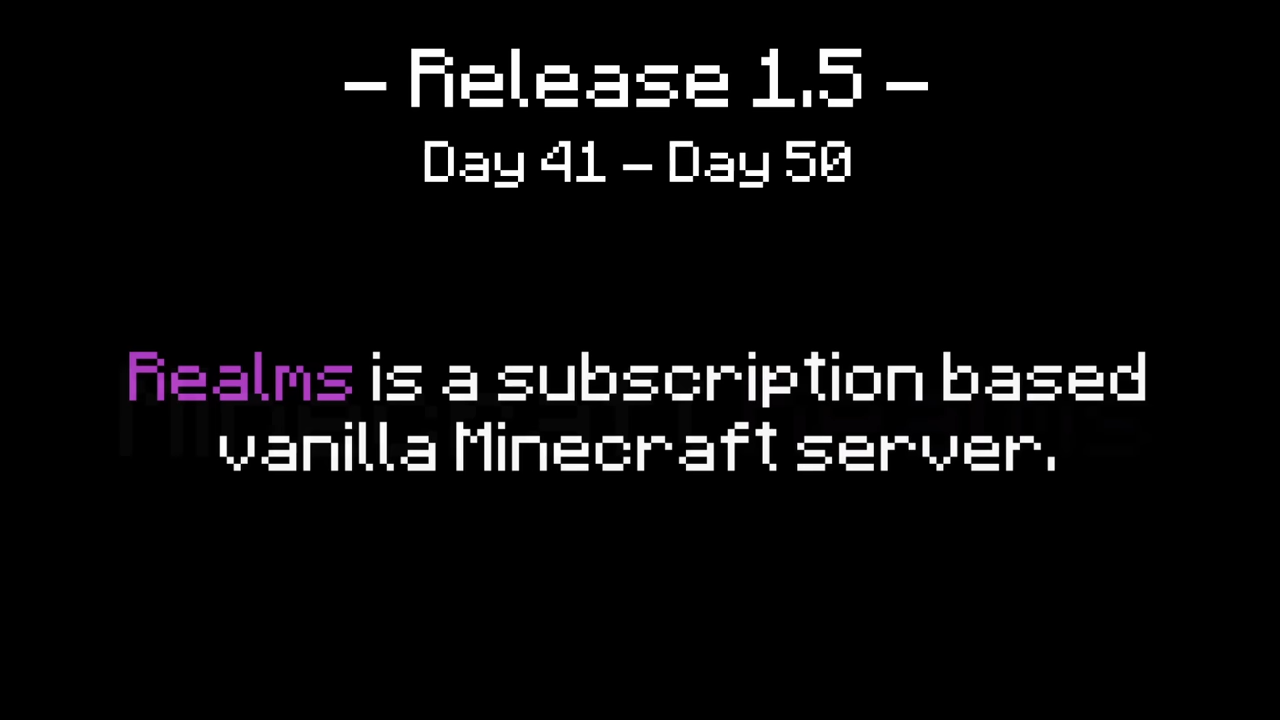 – Release 1.5 –
Day 41 – Day 50
Realms is a subscription based
vanilla Minecraft server.